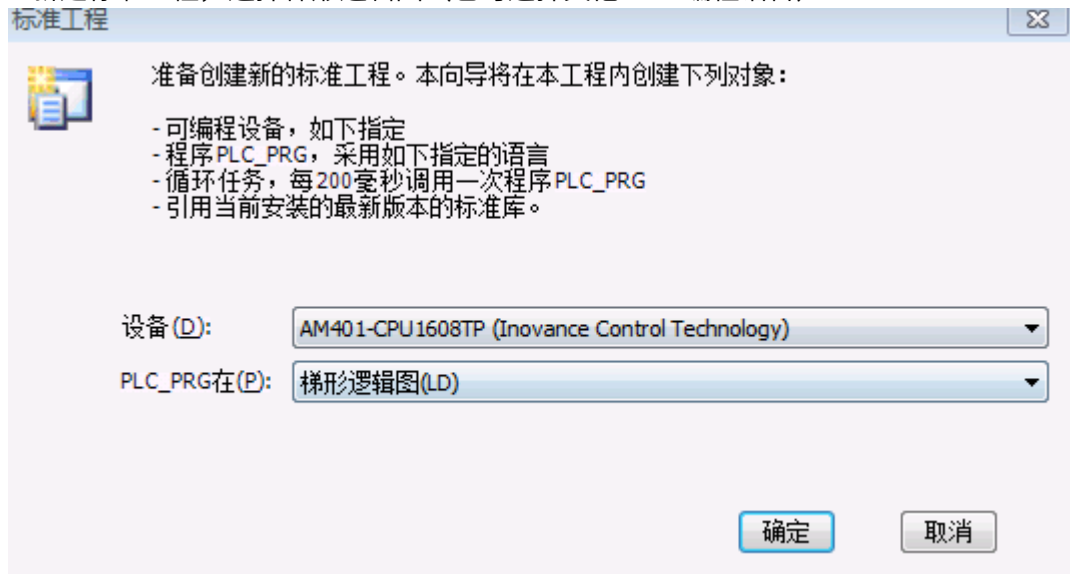 标准工程
准备创建新的标准工程。本向导将在本工程内创建下列对象：
- 可编程设备，如下指定
- 程序PLC_PRG，采用如下指定的语言
- 循环任务，每200毫秒调用一次程序PLC_PRG
- 引用当前安装的最新版本的标准库。
设备(D): AM401-CPU1608TP (Inovance Control Technology)
PLC_PRG在(P): 梯形逻辑图(LD)
确定 取消